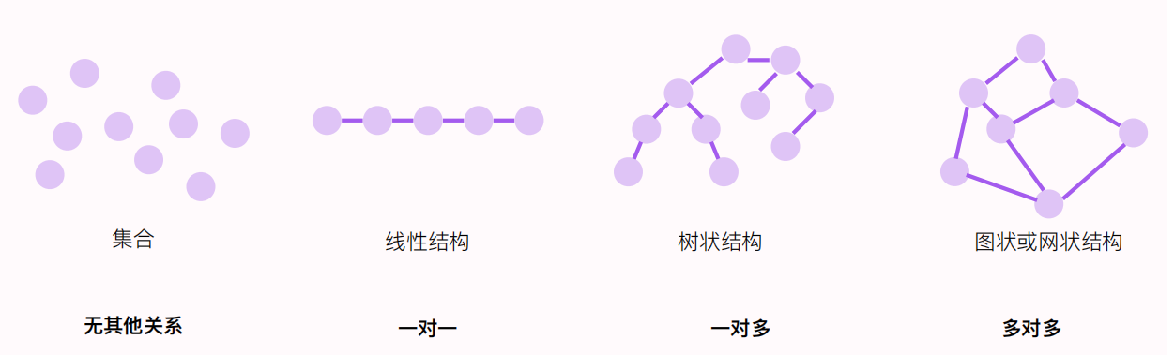 集合
线性结构
树状结构
图状或网状结构
无其他关系
一对一
一对多
多对多